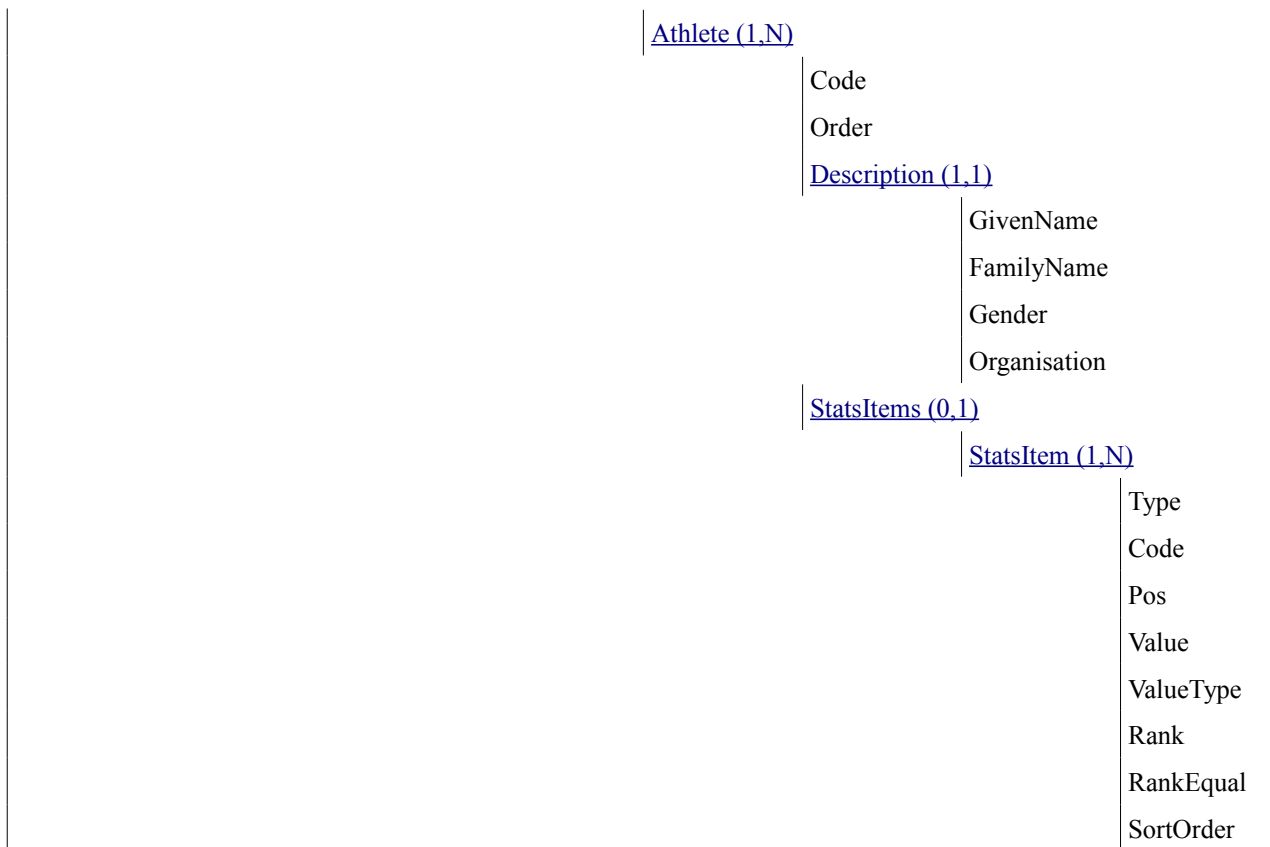 Athlete (1,N)
Code
Order
Description (1,1)
GivenName
FamilyName
Gender
Organisation
StatsItems (0,1)
StatsItem (1,N)
Type
Code
Pos
Value
ValueType
Rank
RankEqual
SortOrder